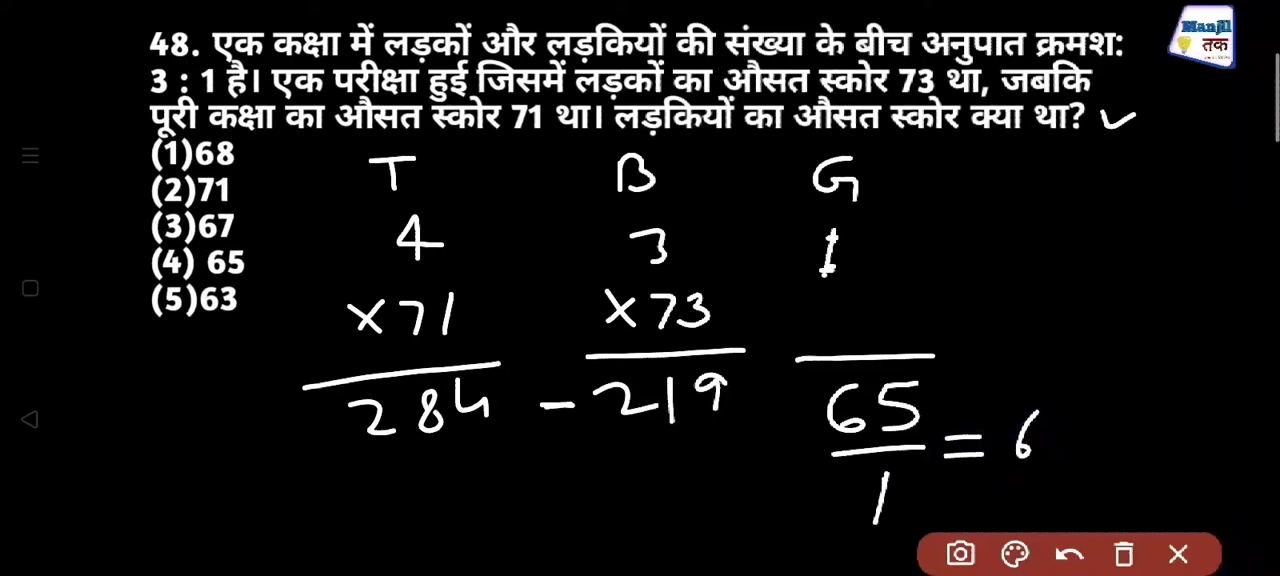 48. एक कक्षा में लड़कों और लड़कियों की संख्या के बीच अनुपात क्रमश:
3 : 1 है। एक परीक्षा हुई जिसमें लड़कों का औसत स्कोर 73 था, जबकि
पूरी कक्षा का औसत स्कोर 71 था। लड़कियों का औसत स्कोर क्या था?
(1)68
(2)71
(3)67
(4) 65
(5)63
T B G
4 3 1
×71 ×73
284 - 219 65
= 6
1
Manjil
तक